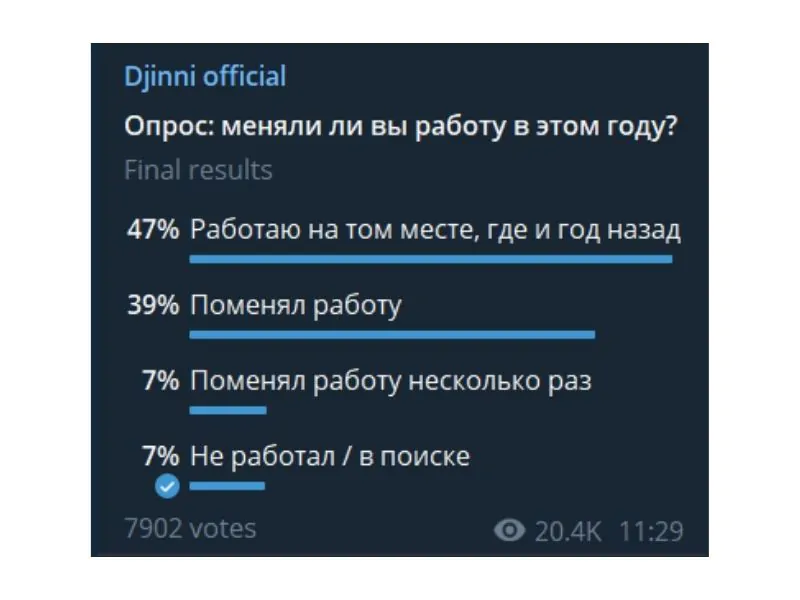 Djinni official
Опрос: меняли ли вы работу в этом году?
Final results
47% Работаю на том месте, где и год назад
39% Поменял работу
7% Поменял работу несколько раз
7% Не работал / в поиске
7902 votes 20.4K 11:29